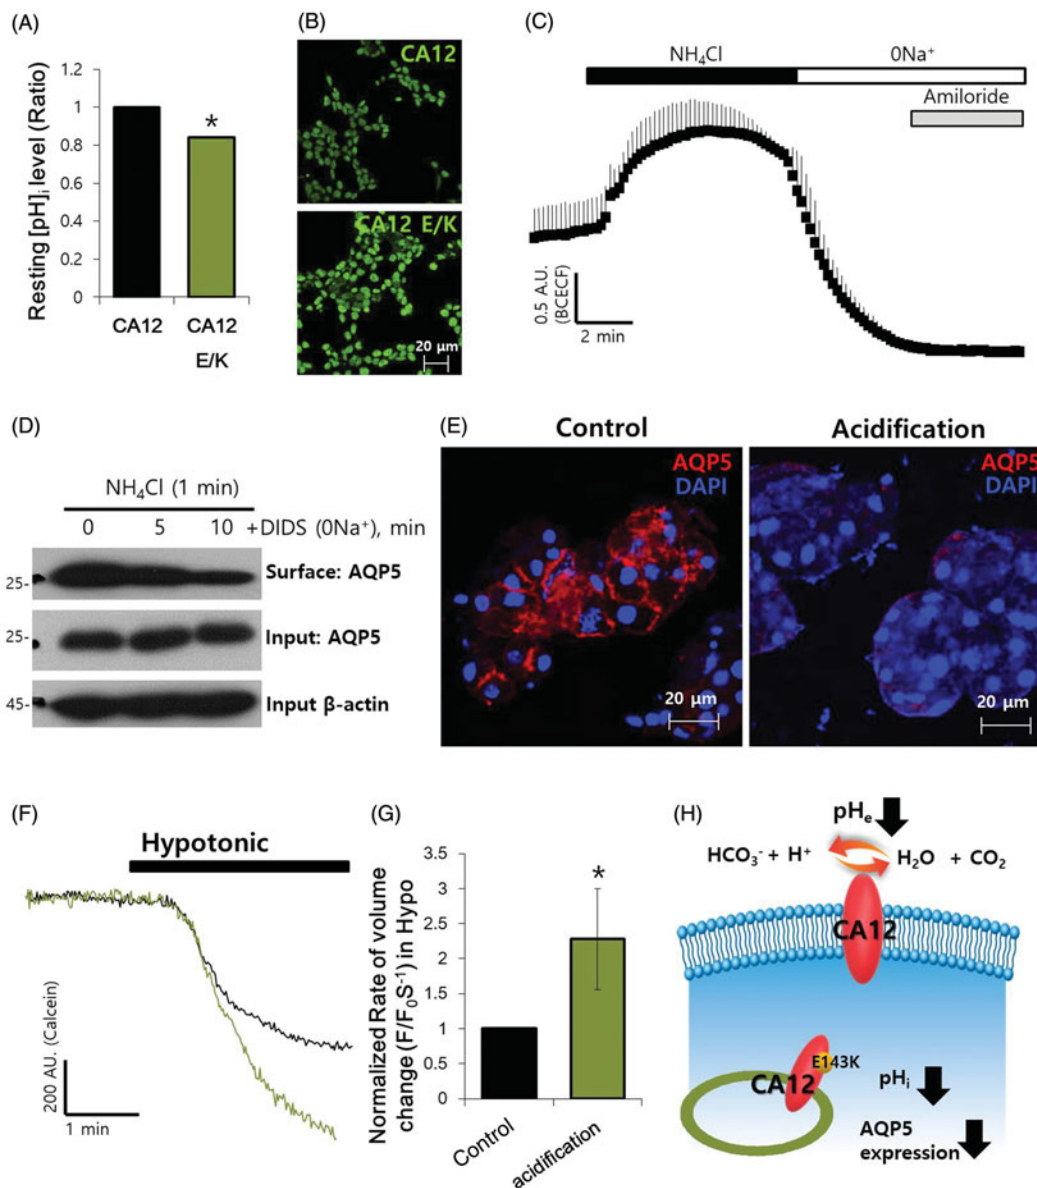 (A)
Resting [pH]i level (Ratio)
1.2
1
0.8
0.6
0.4
0.2
0
*
CA12
CA12
E/K
(B)
CA12
CA12 E/K
20 μm
(C)
NH4Cl
0Na+
Amiloride
0.5 A.U.
(BCECF)
2 min
(D)
NH4Cl (1 min)
0 5 10 +DIDS (0Na+), min
25- Surface: AQP5
25- Input: AQP5
45- Input β-actin
(E)
Control
Acidification
AQP5
DAPI
20 μm
AQP5
DAPI
20 μm
(F)
Hypotonic
200 AU. (Calcein)
1 min
(G)
Normalized Rate of volume
change (F/F0S-1) in Hypo
3.5
3
2.5
2
1.5
1
0.5
0
*
Control
acidification
(H)
pHe
HCO3- + H+
H2O + CO2
CA12
E143K
CA12
pHi
AQP5
expression